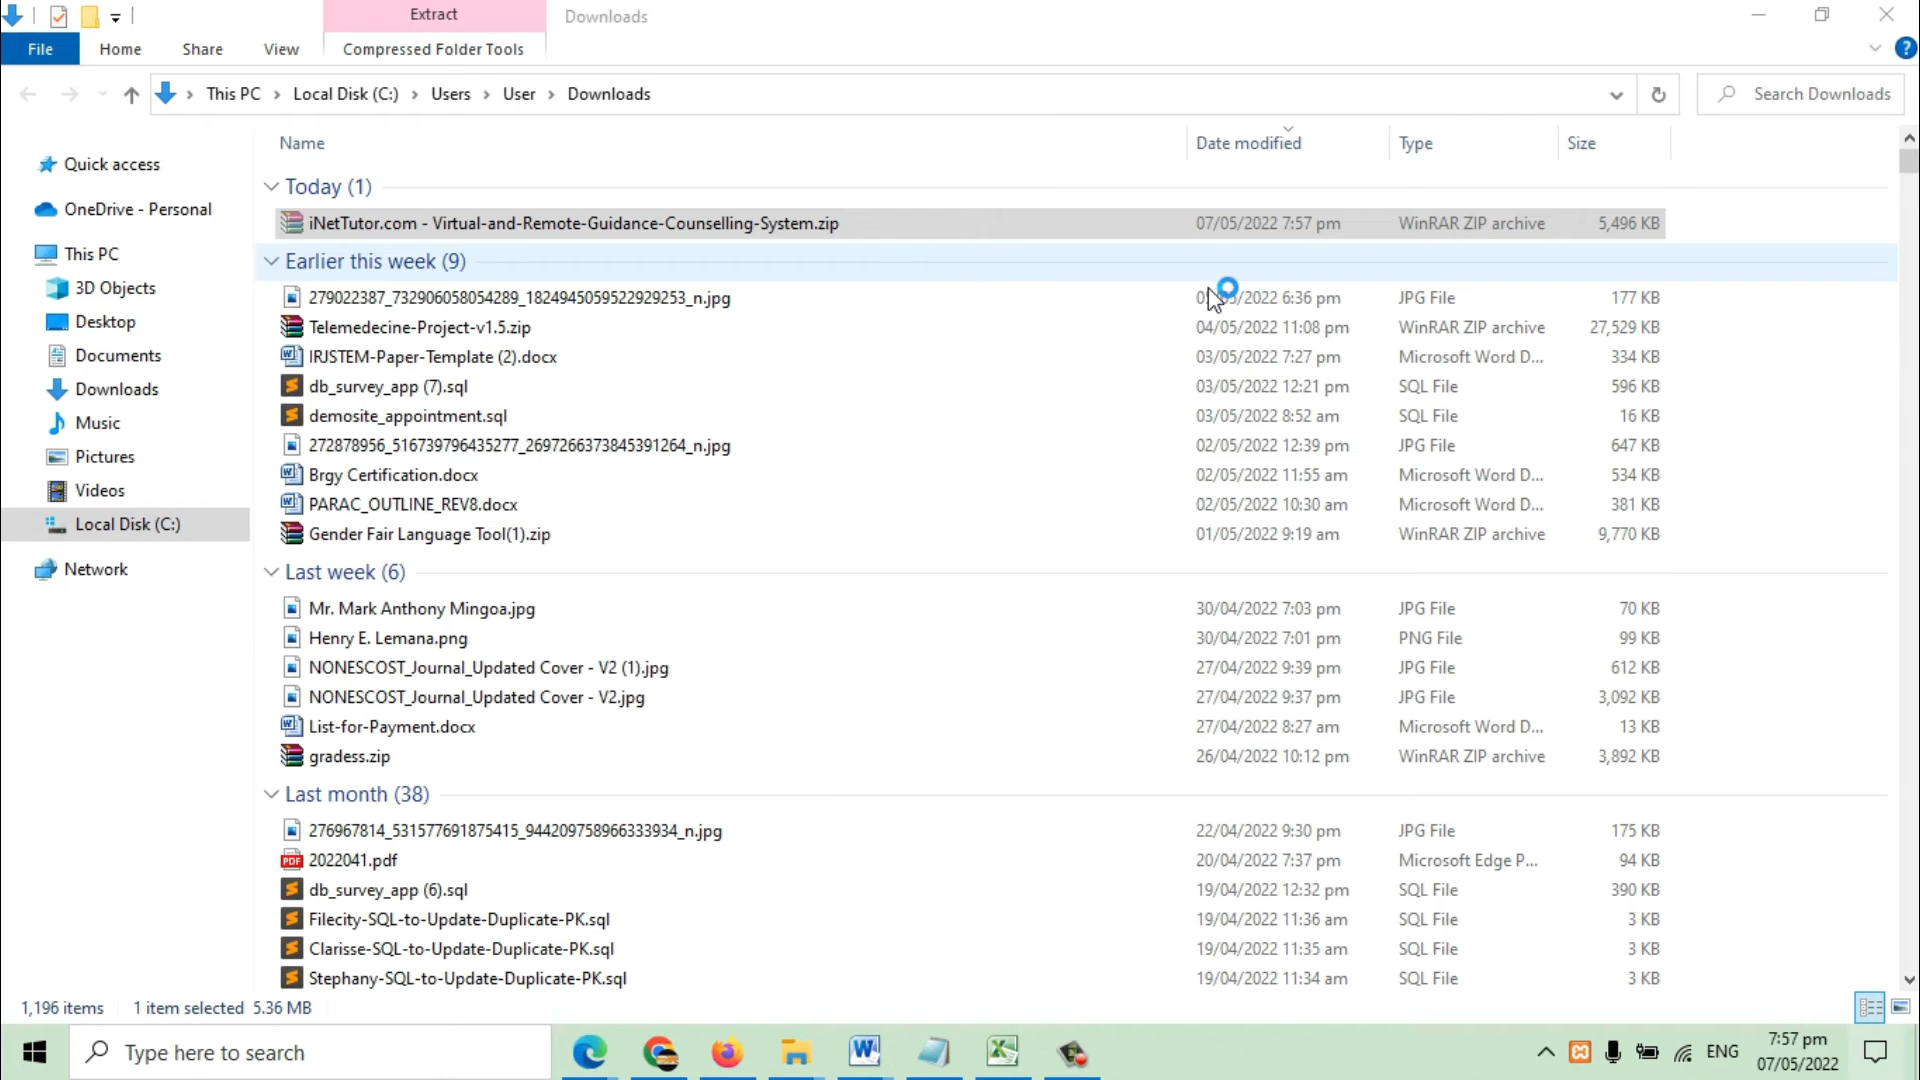 Extract
Downloads
File Home Share View Compressed Folder Tools
This PC Local Disk (C:) Users User Downloads
Search Downloads
Name Date modified Type Size
Quick access
OneDrive - Personal
This PC
3D Objects
Desktop
Documents
Downloads
Music
Pictures
Videos
Local Disk (C:)
Network
Today (1)
iNetTutor.com - Virtual-and-Remote-Guidance-Counselling-System.zip 07/05/2022 7:57 pm WinRAR ZIP archive 5,496 KB
Earlier this week (9)
279022387_732906058054289_1824945059522929253_n.jpg /2022 6:36 pm JPG File 177 KB
Telemedecine-Project-v1.5.zip 04/05/2022 11:08 pm WinRAR ZIP archive 27,529 KB
IRJSTEM-Paper-Template (2).docx 03/05/2022 7:27 pm Microsoft Word D... 334 KB
db_survey_app (7).sql 03/05/2022 12:21 pm SQL File 596 KB
demosite_appointment.sql 03/05/2022 8:52 am SQL File 16 KB
272878956_516739796435277_2697266373845391264_n.jpg 02/05/2022 12:39 pm JPG File 647 KB
Brgy Certification.docx 02/05/2022 11:55 am Microsoft Word D... 534 KB
PARAC_OUTLINE_REV8.docx 02/05/2022 10:30 am Microsoft Word D... 381 KB
Gender Fair Language Tool(1).zip 01/05/2022 9:19 am WinRAR ZIP archive 9,770 KB
Last week (6)
Mr. Mark Anthony Mingoa.jpg 30/04/2022 7:03 pm JPG File 70 KB
Henry E. Lemana.png 30/04/2022 7:01 pm PNG File 99 KB
NONESCOST_Journal_Updated Cover - V2 (1).jpg 27/04/2022 9:39 pm JPG File 612 KB
NONESCOST_Journal_Updated Cover - V2.jpg 27/04/2022 9:37 pm JPG File 3,092 KB
List-for-Payment.docx 27/04/2022 8:27 am Microsoft Word D... 13 KB
gradess.zip 26/04/2022 10:12 pm WinRAR ZIP archive 3,892 KB
Last month (38)
276967814_531577691875415_944209758966333934_n.jpg 22/04/2022 9:30 pm JPG File 175 KB
2022041.pdf 20/04/2022 7:37 pm Microsoft Edge P... 94 KB
db_survey_app (6).sql 19/04/2022 12:32 pm SQL File 390 KB
Filecity-SQL-to-Update-Duplicate-PK.sql 19/04/2022 11:36 am SQL File 3 KB
Clarisse-SQL-to-Update-Duplicate-PK.sql 19/04/2022 11:35 am SQL File 3 KB
Stephany-SQL-to-Update-Duplicate-PK.sql 19/04/2022 11:34 am SQL File 3 KB
1,196 items 1 item selected 5.36 MB
Type here to search
ENG
7:57 pm
07/05/2022